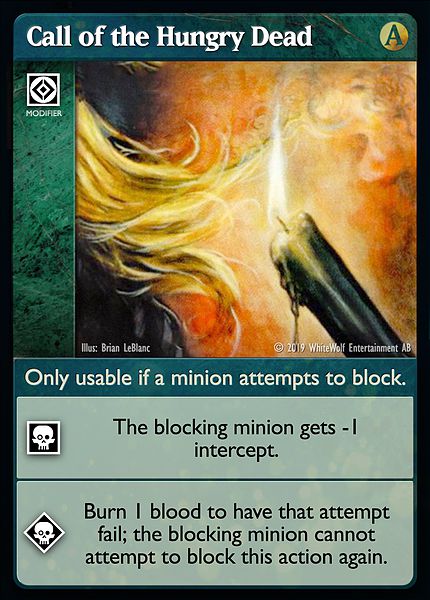 Call of the Hungry Dead
A
MODIFIER
Illus: Brian LeBlanc
© 2019 WhiteWolf Entertainment AB
Only usable if a minion attempts to block.
The blocking minion gets -1
intercept.
Burn 1 blood to have that attempt
fail; the blocking minion cannot
attempt to block this action again.